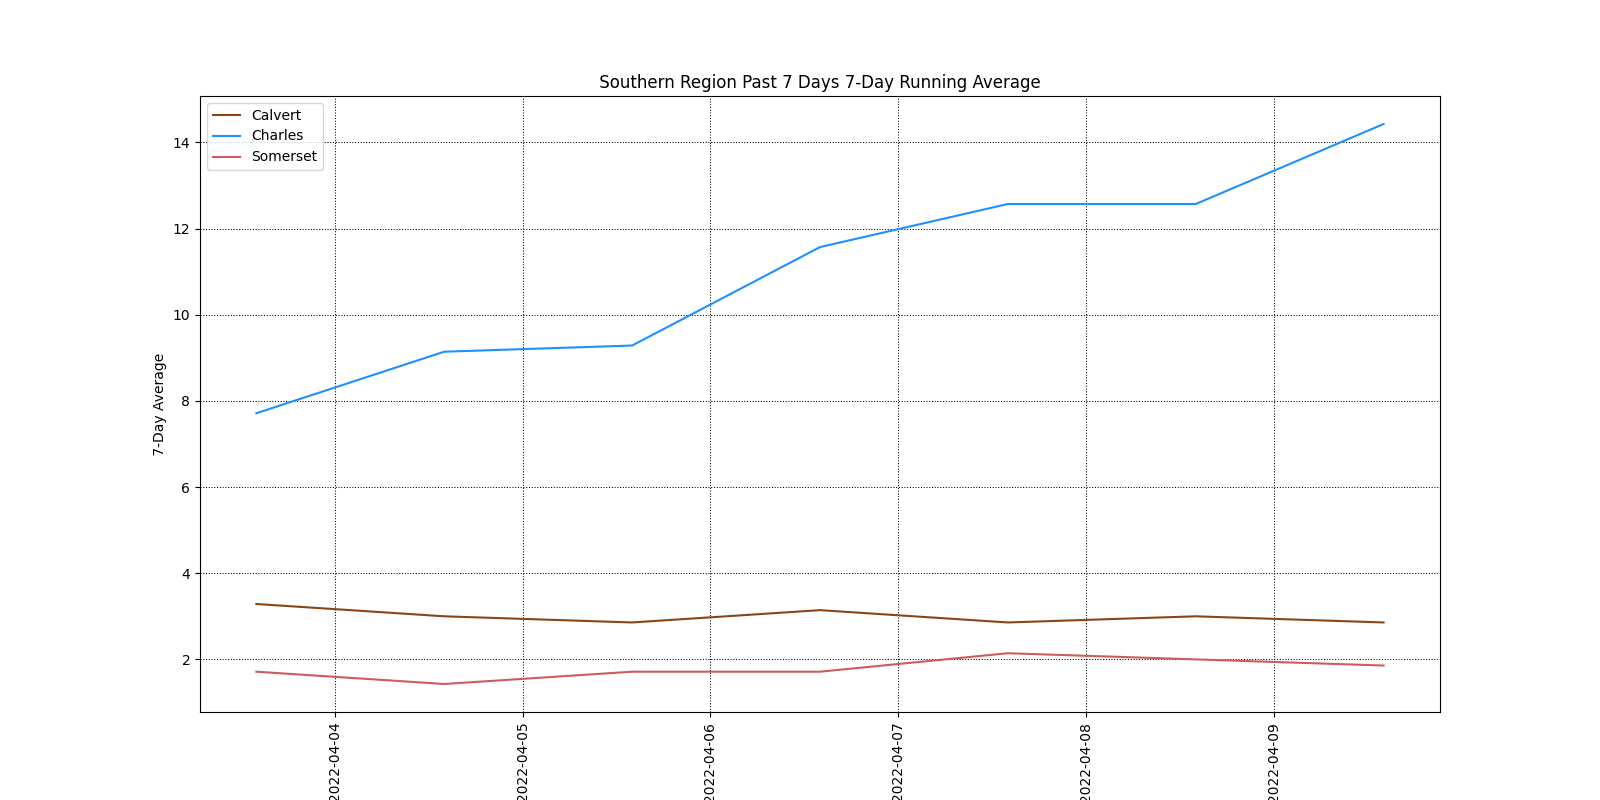 Southern Region Past 7 Days 7-Day Running Average
Calvert
Charles
Somerset
7-Day Average
14
12
10
8
6
4
2
2022-04-04
2022-04-05
2022-04-06
2022-04-07
2022-04-08
2022-04-09